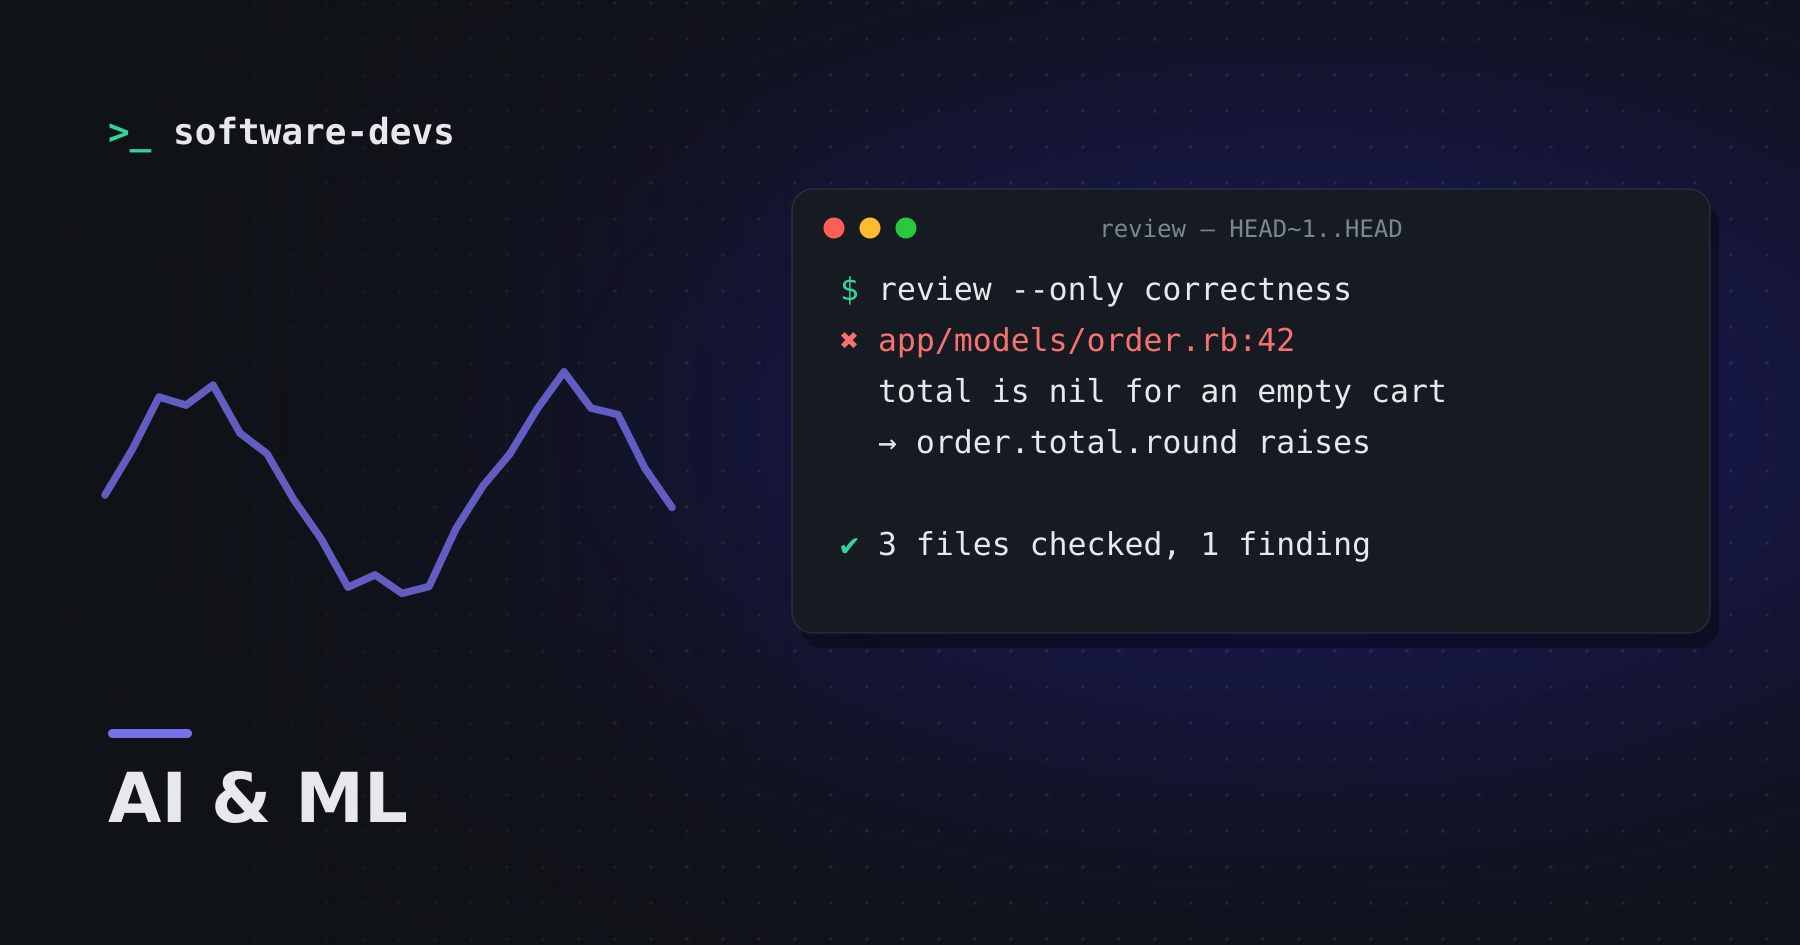 >_ software-devs
review — HEAD~1..HEAD
$ review --only correctness
✖ app/models/order.rb:42
total is nil for an empty cart
→ order.total.round raises
✔ 3 files checked, 1 finding
AI & ML